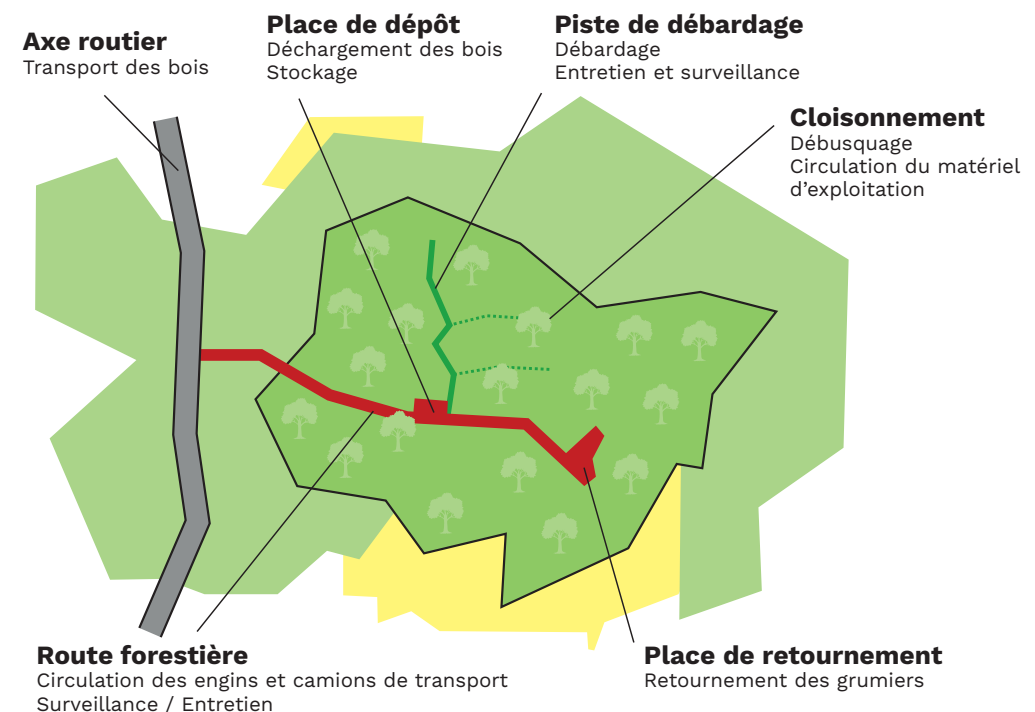 Axe routier
Transport des bois
Place de dépôt
Déchargement des bois
Stockage
Piste de débardage
Débardage
Entretien et surveillance
Cloisonnement
Débusquage
Circulation du matériel
d'exploitation
Route forestière
Circulation des engins et camions de transport
Surveillance / Entretien
Place de retournement
Retournement des grumiers